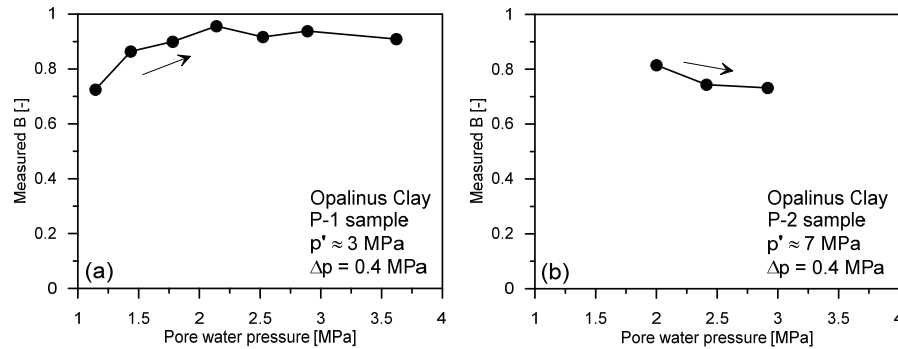 1
0.8
0.6
0.4
0.2
0
Measured B [-]
Opalinus Clay
P-1 sample
p' ≈ 3 MPa
Δp = 0.4 MPa
(a)
1 1.5 2 2.5 3 3.5 4
Pore water pressure [MPa]
1
0.8
0.6
0.4
0.2
0
Measured B [-]
Opalinus Clay
P-2 sample
p' ≈ 7 MPa
Δp = 0.4 MPa
(b)
1 1.5 2 2.5 3 3.5 4
Pore water pressure [MPa]